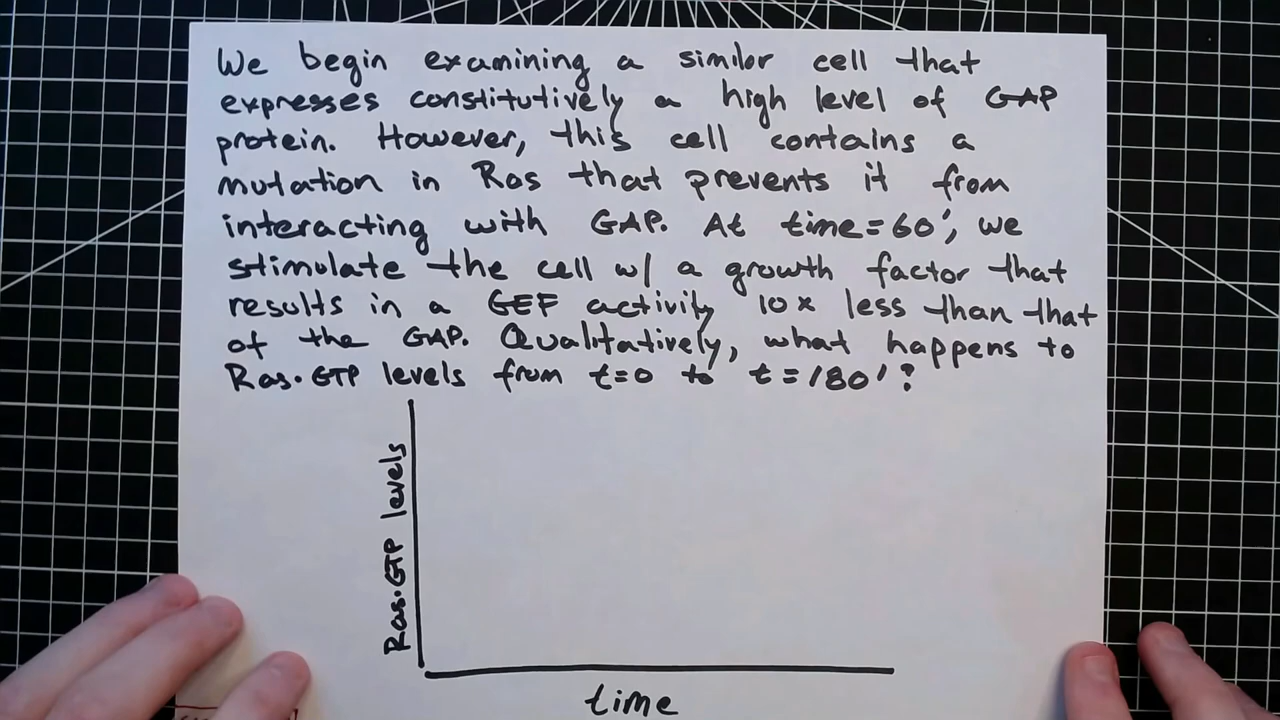 We begin examining a similar cell that
expresses constitutively a high level of GAP
protein. However, this cell contains a
mutation in Ras that prevents it from
interacting with GAP. At time=60', we
stimulate the cell w/ a growth factor that
results in a GEF activity 10x less than that
of the GAP. Qualitatively, what happens to
Ras·GTP levels from t=0 to t=180'?
Ras·GTP levels
time